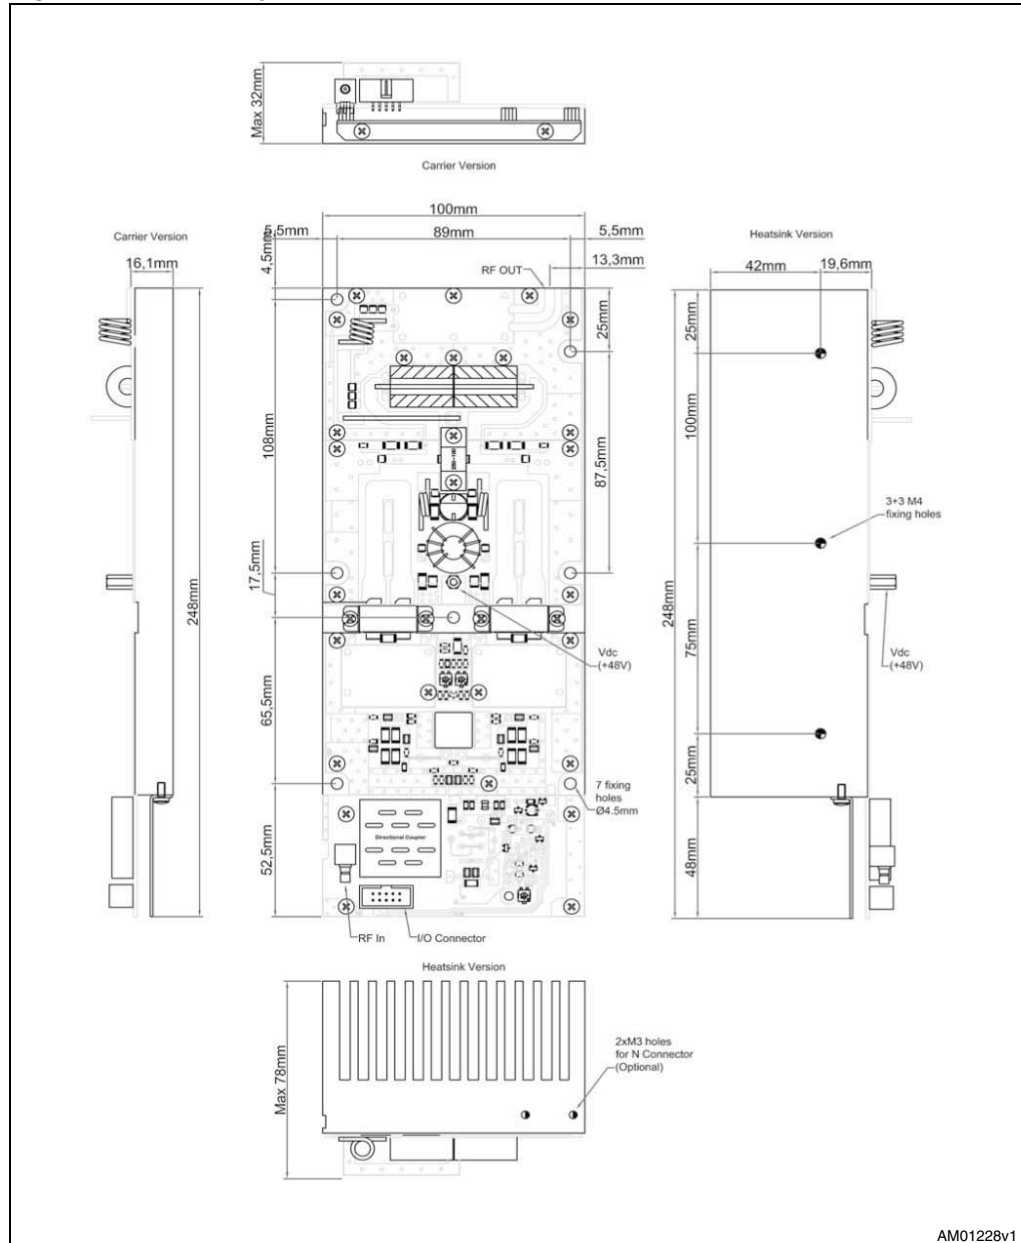 Max 32mm
Carrier Version
100mm
5,5mm
89mm
5,5mm
4,5mm
13,3mm
RF OUT
25mm
Carrier Version
16,1mm
248mm
Heatsink Version
42mm
19,6mm
25mm
108mm
87,5mm
100mm
3+3 M4
fixing holes
17,5mm
248mm
75mm
Vdc
(+48V)
Vdc
(+48V)
65,5mm
25mm
7 fixing
holes
Ø4.5mm
52,5mm
Directional Coupler
48mm
RF In
I/O Connector
Heatsink Version
Max 78mm
2xM3 holes
for N Connector
(Optional)
AM01228v1